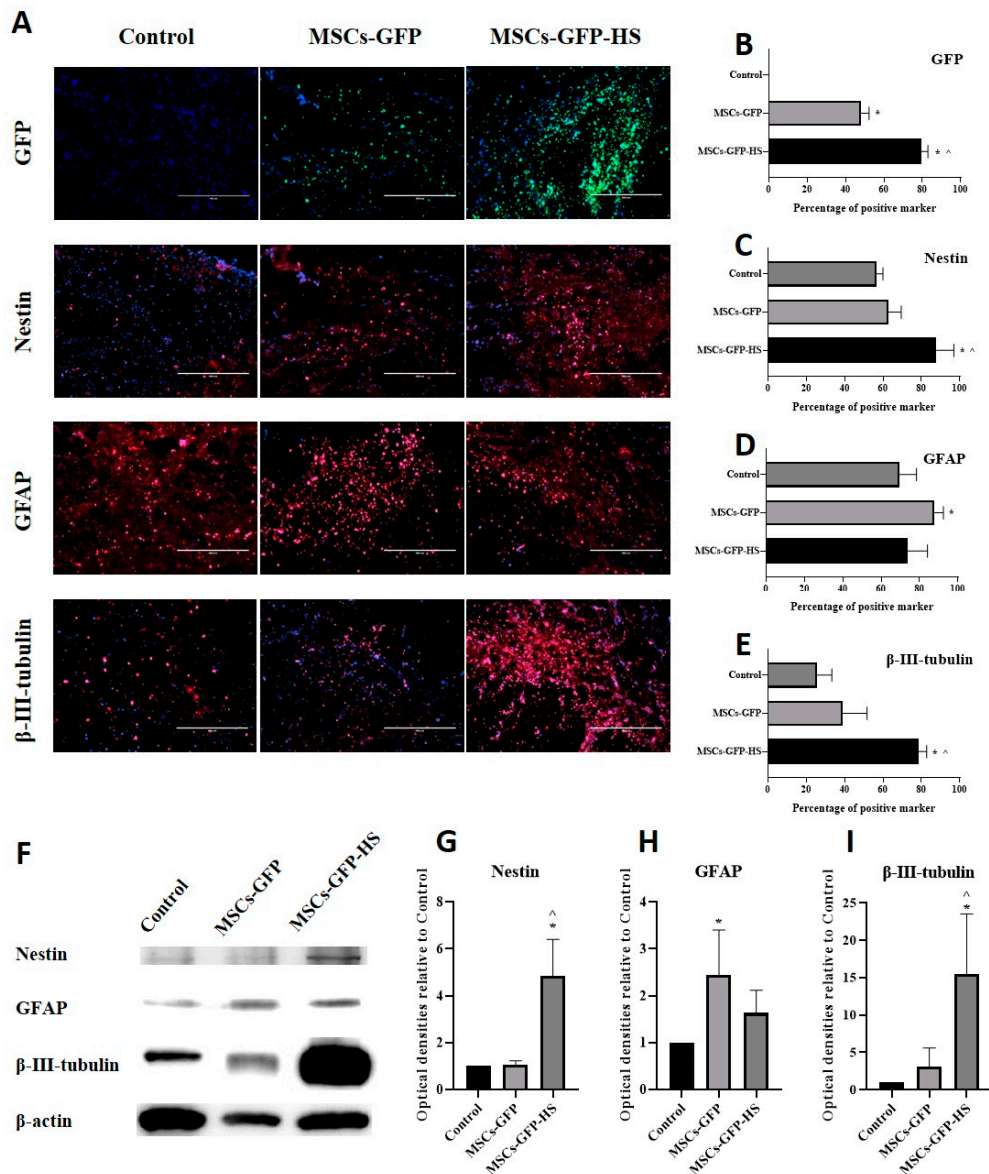 A
Control
MSCs-GFP
MSCs-GFP-HS
GFP
Nestin
GFAP
β-III-tubulin
B
GFP
Control
MSCs-GFP
*
MSCs-GFP-HS
* ^
0 20 40 60 80 100
Percentage of positive marker
C
Nestin
Control
MSCs-GFP
MSCs-GFP-HS
* ^
0 20 40 60 80 100
Percentage of positive marker
D
GFAP
Control
MSCs-GFP
*
MSCs-GFP-HS
0 20 40 60 80 100
Percentage of positive marker
E
β-III-tubulin
Control
MSCs-GFP
MSCs-GFP-HS
* ^
0 20 40 60 80 100
Percentage of positive marker
F
Control
MSCs-GFP
MSCs-GFP-HS
Nestin
GFAP
β-III-tubulin
β-actin
G
Nestin
Optical densities relative to Control
8
6
4
2
0
^
*
Control
MSCs-GFP
MSCs-GFP-HS
H
GFAP
Optical densities relative to Control
4
3
2
1
0
*
Control
MSCs-GFP
MSCs-GFP-HS
I
β-III-tubulin
Optical densities relative to Control
25
20
15
10
5
0
^
*
Control
MSCs-GFP
MSCs-GFP-HS